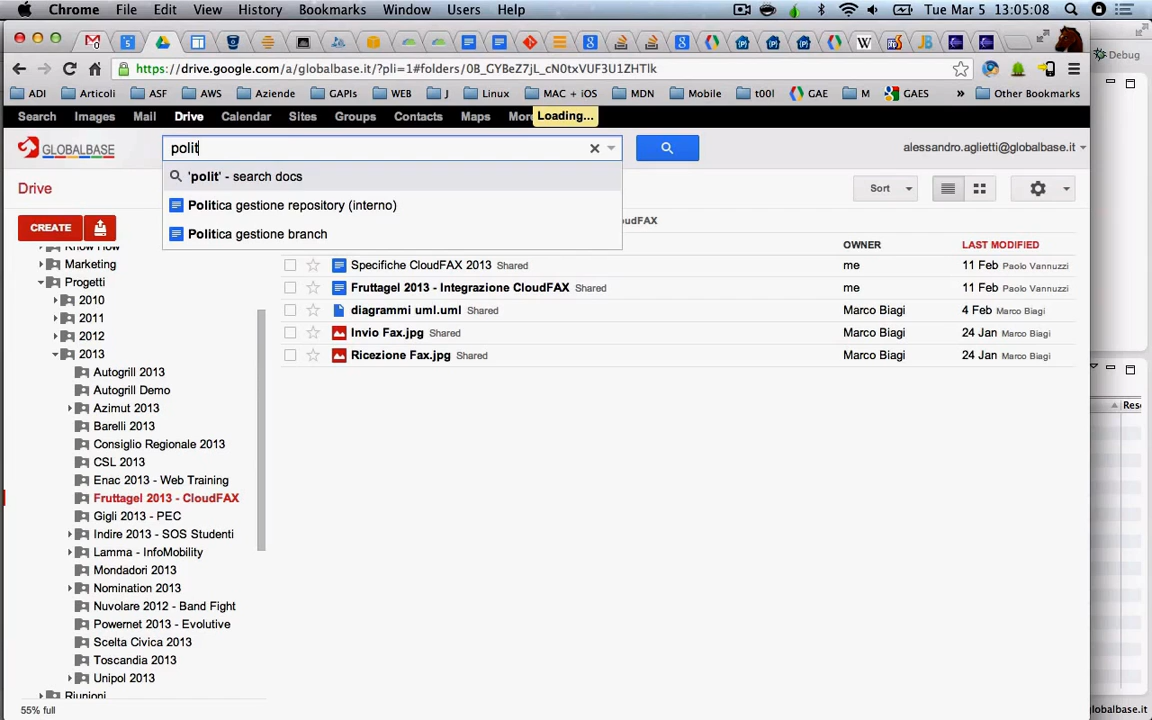 Chrome File Edit View History Bookmarks Window Users Help Tue Mar 5 13:05:08
Debug
https://drive.google.com/a/globalbase.it/?pli=1#folders/0B_GYBeZ7jL_cN0txVUF3U1ZHTlk
ADI Articoli ASF AWS Aziende GAPIs WEB J Linux MAC + iOS MDN Mobile t00l GAE M GAES » Other Bookmarks
Search Images Mail Drive Calendar Sites Groups Contacts Maps Mor Loading...
GLOBALBASE polit alessandro.aglietti@globalbase.it
'polit' - search docs
Drive Sort
Politica gestione repository (interno)
CREATE Politica gestione branch
udFAX
Know How OWNER LAST MODIFIED
Marketing Specifiche CloudFAX 2013 Shared me 11 Feb Paolo Vannuzzi
Progetti Fruttagel 2013 - Integrazione CloudFAX Shared me 11 Feb Paolo Vannuzzi
2010 diagrammi uml.uml Shared Marco Biagi 4 Feb Marco Biagi
2011 Invio Fax.jpg Shared Marco Biagi 24 Jan Marco Biagi
2012 Ricezione Fax.jpg Shared Marco Biagi 24 Jan Marco Biagi
2013
Autogrill 2013
Autogrill Demo
Azimut 2013
Reso
Barelli 2013
Consiglio Regionale 2013
CSL 2013
Enac 2013 - Web Training
Fruttagel 2013 - CloudFAX
Gigli 2013 - PEC
Indire 2013 - SOS Studenti
Lamma - InfoMobility
Mondadori 2013
Nomination 2013
Nuvolare 2012 - Band Fight
Powernet 2013 - Evolutive
Scelta Civica 2013
Toscandia 2013
Unipol 2013
Riunioni
55% full
globalbase.it